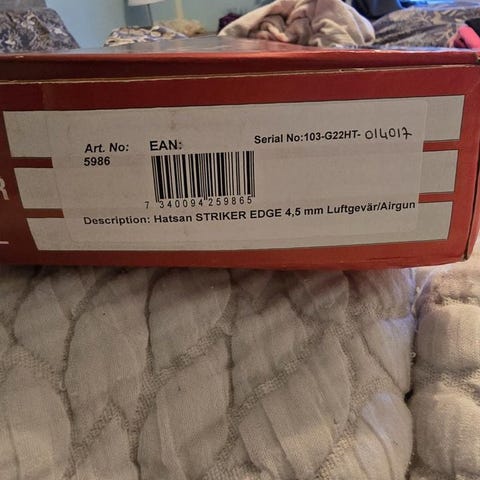 Art. No: EAN: Serial No:103-G22HT- 014017
5986
7 340094 259865
Description: Hatsan STRIKER EDGE 4,5 mm Luftgevär/Airgun
R